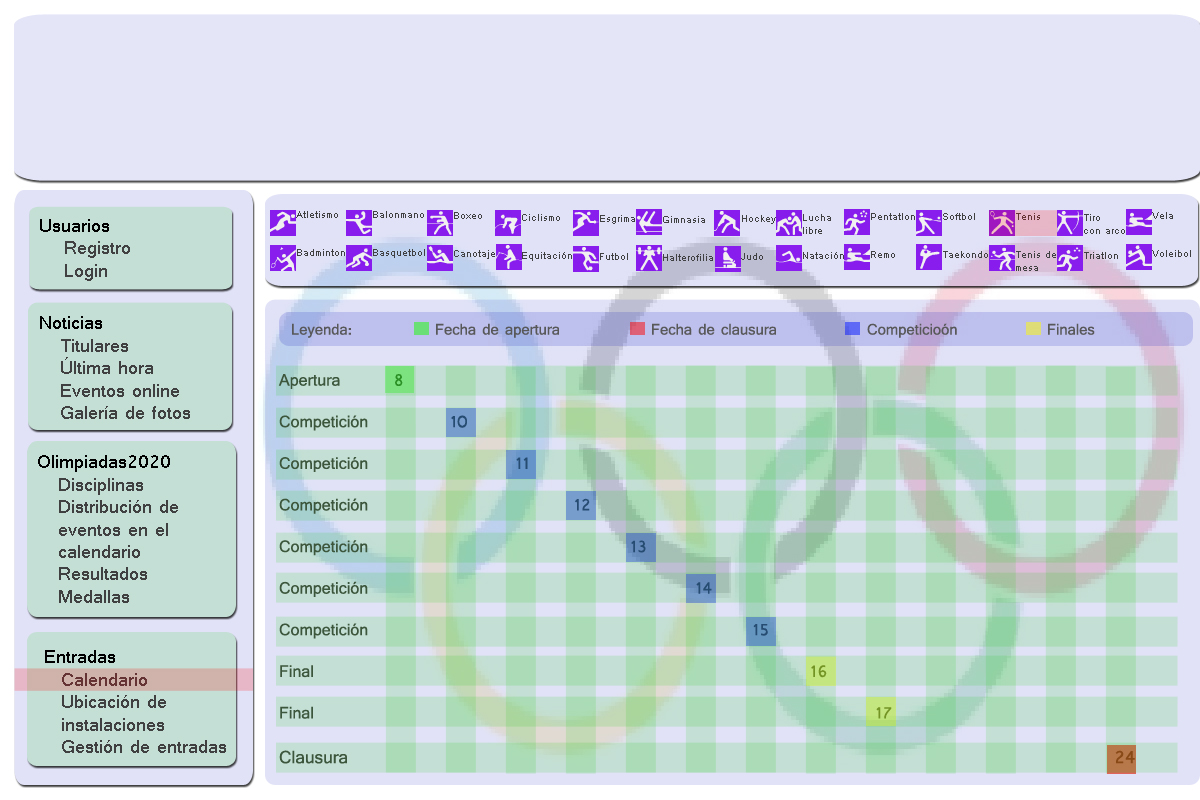 Usuarios
Registro
Login
Noticias
Titulares
Última hora
Eventos online
Galería de fotos
Olimpiadas2020
Disciplinas
Distribución de
eventos en el
calendario
Resultados
Medallas
Entradas
Calendario
Ubicación de
instalaciones
Gestión de entradas
Atletismo Balonmano Boxeo Ciclismo Esgrima Gimnasia Hockey Lucha libre Pentatlon Softbol Tenis Tiro con arco Vela
Badminton Basquetbol Canotaje Equitación Futbol Halterofilia Judo Natación Remo Taekondo Tenis de mesa Triatlon Voleibol
Leyenda: Fecha de apertura Fecha de clausura Competicioón Finales
Apertura 8
Competición 10
Competición 11
Competición 12
Competición 13
Competición 14
Competición 15
Final 16
Final 17
Clausura 24